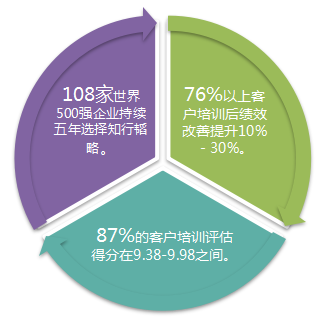 108家世界
500强企业持续
五年选择知行韬
略。
76%以上客
户培训后绩效
改善提升10%
- 30%。
87%的客户培训评估
得分在9.38-9.98之间。